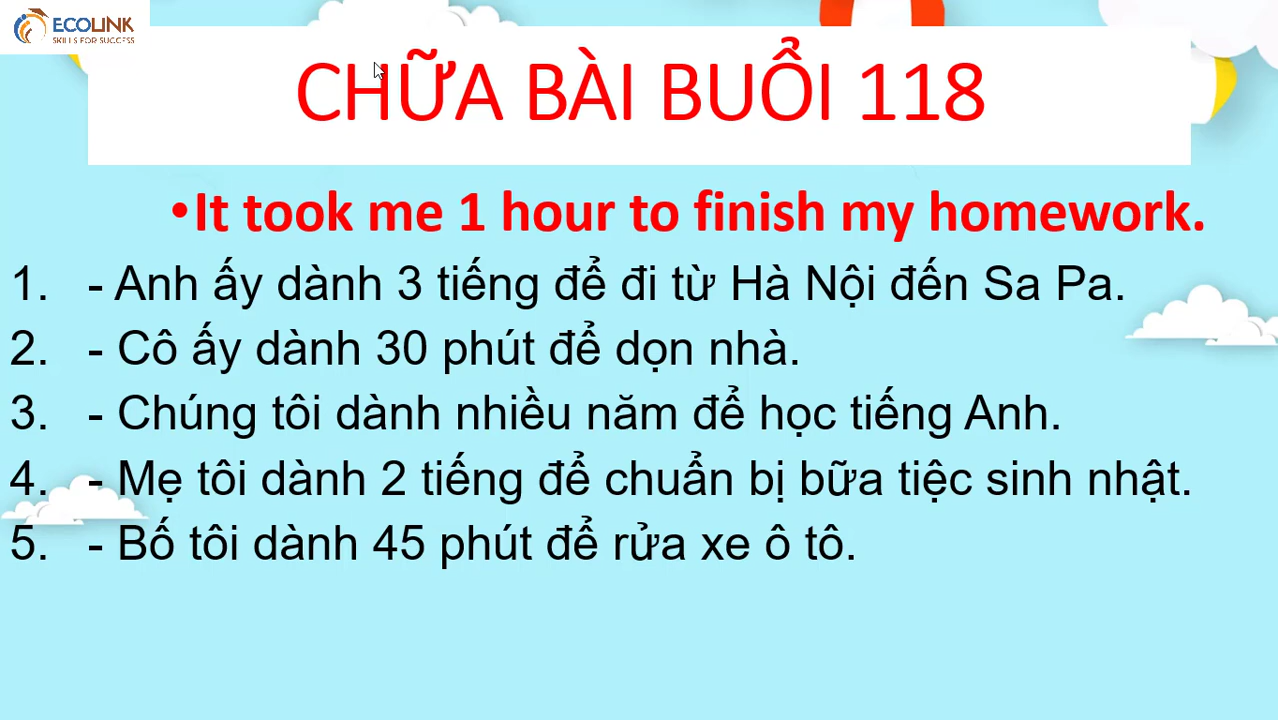 ECOLINK
SKILLS FOR SUCCESS
CHỮA BÀI BUỔI 118
•It took me 1 hour to finish my homework.
1. - Anh ấy dành 3 tiếng để đi từ Hà Nội đến Sa Pa.
2. - Cô ấy dành 30 phút để dọn nhà.
3. - Chúng tôi dành nhiều năm để học tiếng Anh.
4. - Mẹ tôi dành 2 tiếng để chuẩn bị bữa tiệc sinh nhật.
5. - Bố tôi dành 45 phút để rửa xe ô tô.